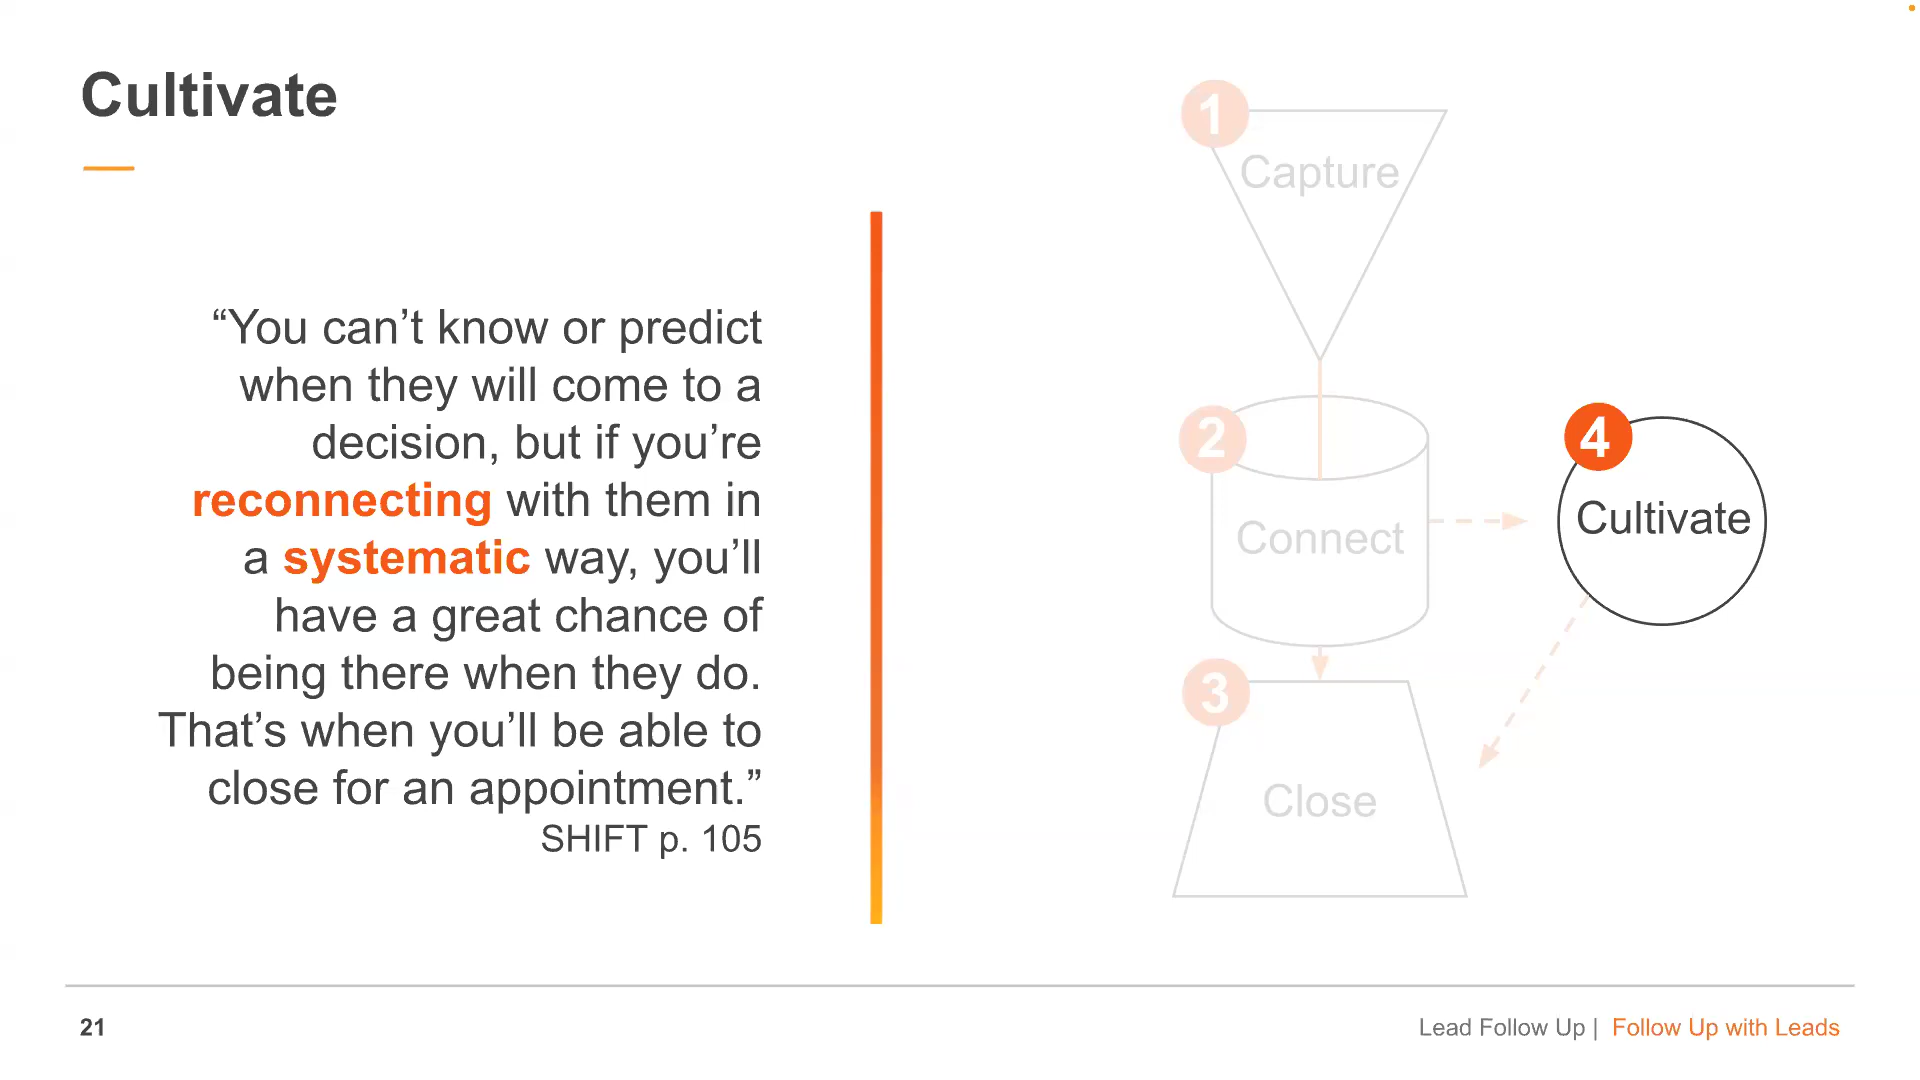 Cultivate
“You can’t know or predict
when they will come to a
decision, but if you’re
reconnecting with them in
a systematic way, you’ll
have a great chance of
being there when they do.
That’s when you’ll be able to
close for an appointment.”
SHIFT p. 105
1
Capture
2
Connect
4
Cultivate
3
Close
21
Lead Follow Up | Follow Up with Leads